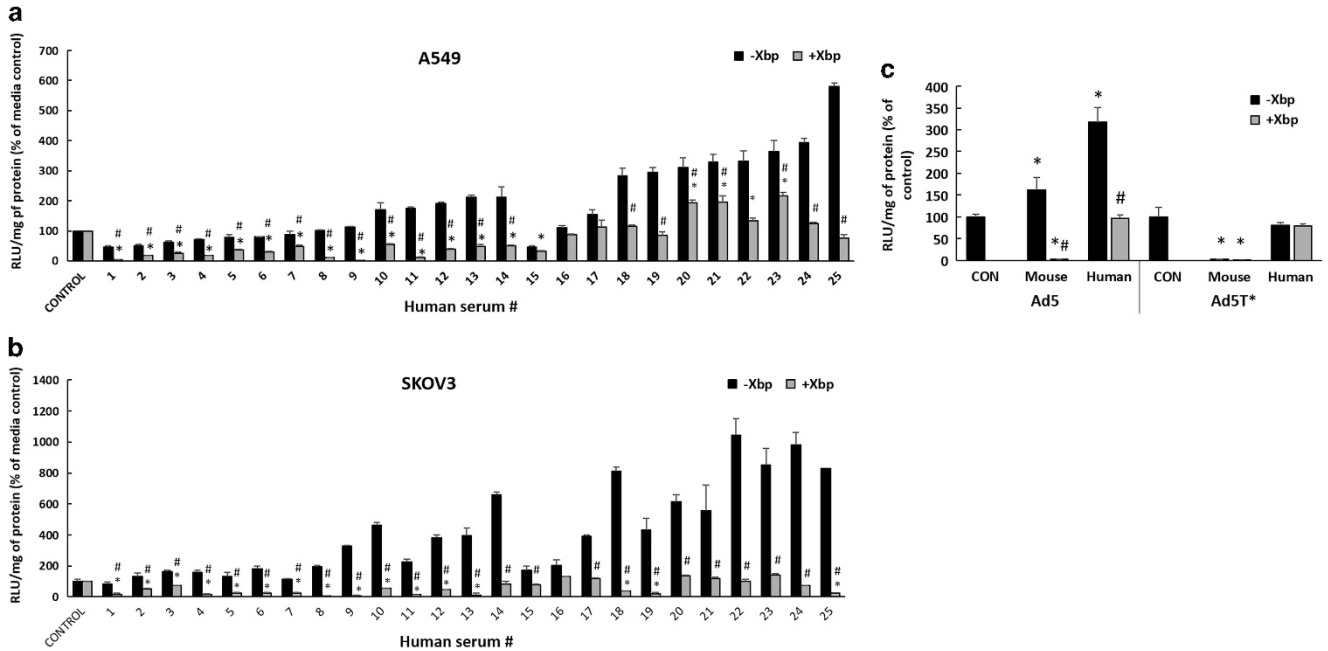 a
A549
-Xbp
+Xbp
RLU/mg pf protein (% of media control)
700
600
500
400
300
200
100
0
# # # # # # # # # # # # # # # # # # # # #
* * * * * * * * * * * * * * * * * * *
CONTROL 1 2 3 4 5 6 7 8 9 10 11 12 13 14 15 16 17 18 19 20 21 22 23 24 25
Human serum #
b
SKOV3
-Xbp
+Xbp
RLU/mg of protein (% of media control)
1400
1200
1000
800
600
400
200
0
# # # # # # # # # # # # # # # # # # # # # # # #
* * * * * * * * * * * * * * * * *
CONTROL 1 2 3 4 5 6 7 8 9 10 11 12 13 14 15 16 17 18 19 20 21 22 23 24 25
Human serum #
c
-Xbp
+Xbp
RLU/mg of protein (% of
control)
400
350
300
250
200
150
100
50
0
* *# * # * *
CON Mouse Human CON Mouse Human
Ad5 Ad5T*